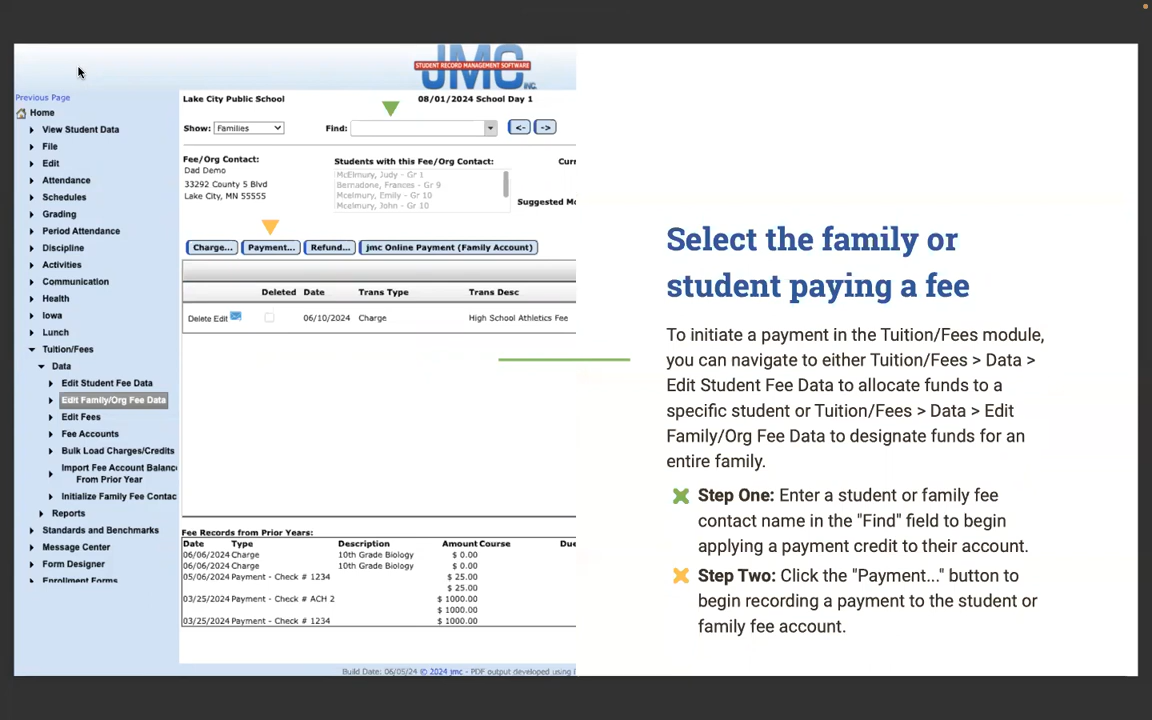 JMC
STUDENT RECORD MANAGEMENT SOFTWARE
INC.
Previous Page
Home
View Student Data
File
Edit
Attendance
Schedules
Grading
Period Attendance
Discipline
Activities
Communication
Health
Iowa
Lunch
Tuition/Fees
Data
Edit Student Fee Data
Edit Family/Org Fee Data
Edit Fees
Fee Accounts
Bulk Load Charges/Credits
Import Fee Account Balanc
From Prior Year
Initialize Family Fee Contac
Reports
Standards and Benchmarks
Message Center
Form Designer
Enrollment Forms
Lake City Public School 08/01/2024 School Day 1
Show: Families Find: <- ->
Fee/Org Contact:
Dad Demo
33292 County 5 Blvd
Lake City, MN 55555
Students with this Fee/Org Contact:
McElmury, Judy - Gr 1
Bernadone, Frances - Gr 9
Mcelmury, Emily - Gr 10
Mcelmury, John - Gr 10
Curr
Suggested Mo
Charge... Payment... Refund... jmc Online Payment (Family Account)
Deleted Date Trans Type Trans Desc
Delete Edit 06/10/2024 Charge High School Athletics Fee
Fee Records from Prior Years:
Date Type Description Amount Course Due
06/06/2024 Charge 10th Grade Biology $ 0.00
06/06/2024 Charge 10th Grade Biology $ 0.00
05/06/2024 Payment - Check # 1234 $ 25.00
$ 25.00
03/25/2024 Payment - Check # ACH 2 $ 1000.00
$ 1000.00
03/25/2024 Payment - Check # 1234 $ 1000.00
Build Date: 06/05/24 © 2024 jmc - PDF output developed using
Select the family or
student paying a fee
To initiate a payment in the Tuition/Fees module,
you can navigate to either Tuition/Fees > Data >
Edit Student Fee Data to allocate funds to a
specific student or Tuition/Fees > Data > Edit
Family/Org Fee Data to designate funds for an
entire family.
Step One: Enter a student or family fee
contact name in the "Find" field to begin
applying a payment credit to their account.
Step Two: Click the "Payment..." button to
begin recording a payment to the student or
family fee account.